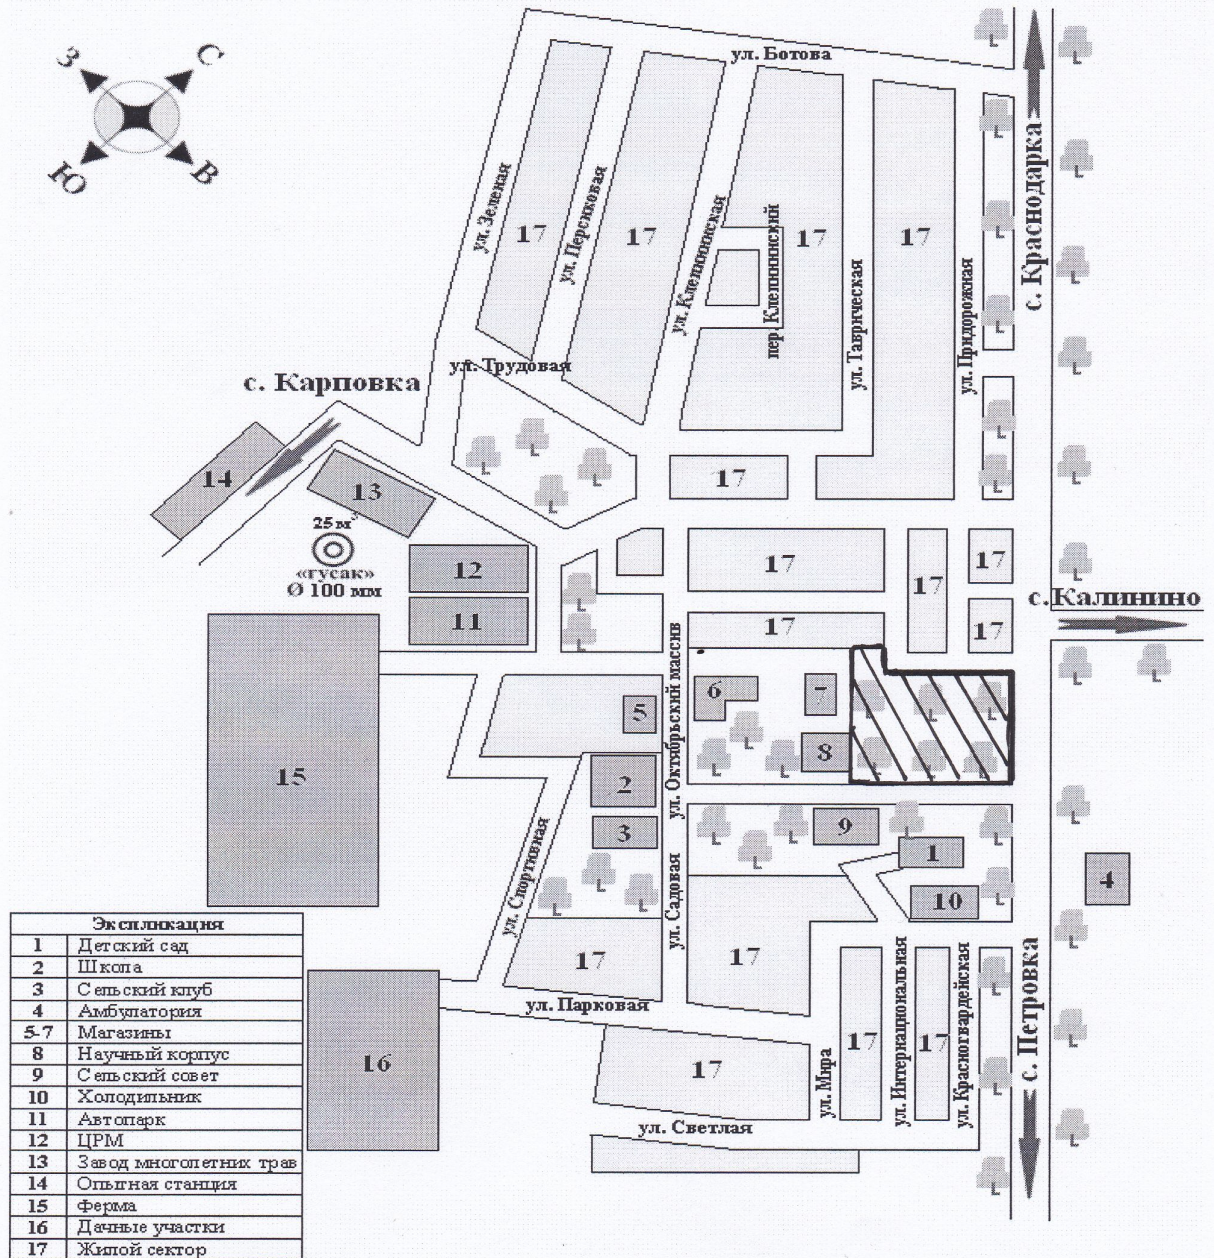 З
С
Ю
В
ул. Ботова
ул. Зеленая
ул. Персиковая
ул. Клепининская
пер. Клепининский
ул. Таврическая
ул. Придорожная
с. Краснодарка
17
17
17
17
ул. Трудовая
с. Карповка
14
13
17
25 м³
«гусак»
Ø 100 мм
12
11
17
17
17
17
17
с.Калинино
ул. Октябрьский массив
5
6
7
8
15
2
3
9
1
10
4
ул. Спортивная
ул. Садовая
17
17
ул. Парковая
16
17
17
17
ул. Мира
ул. Интернациональная
ул. Красногвардейская
с. Петровка
ул. Светлая
Экспликация
1 Детский сад
2 Школа
3 Сельский клуб
4 Амбулатория
5-7 Магазины
8 Научный корпус
9 Сельский совет
10 Холодильник
11 Автопарк
12 ЦРМ
13 Завод многолетних трав
14 Опытная станция
15 Ферма
16 Дачные участки
17 Жилой сектор